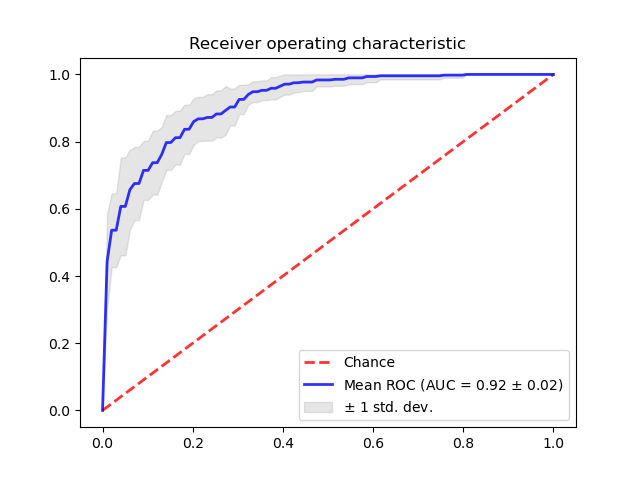 Receiver operating characteristic
1.0
0.8
0.6
0.4
0.2
0.0
Chance
Mean ROC (AUC = 0.92 ± 0.02)
± 1 std. dev.
0.0 0.2 0.4 0.6 0.8 1.0